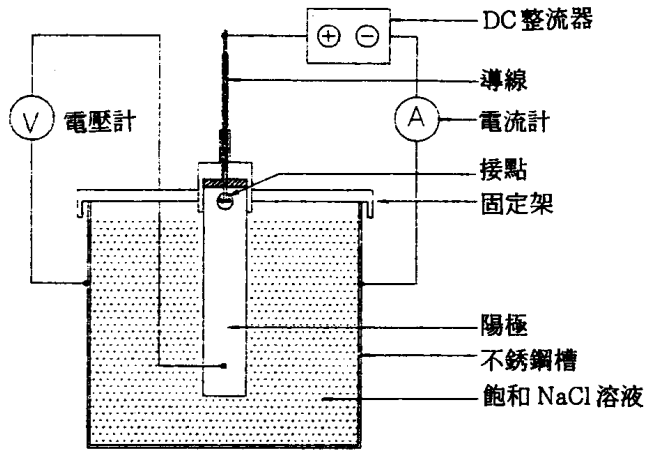 DC整流器
⊕ ⊖
導線
V
電壓計
A
電流計
接點
固定架
陽極
不銹鋼槽
飽和 NaCl 溶液